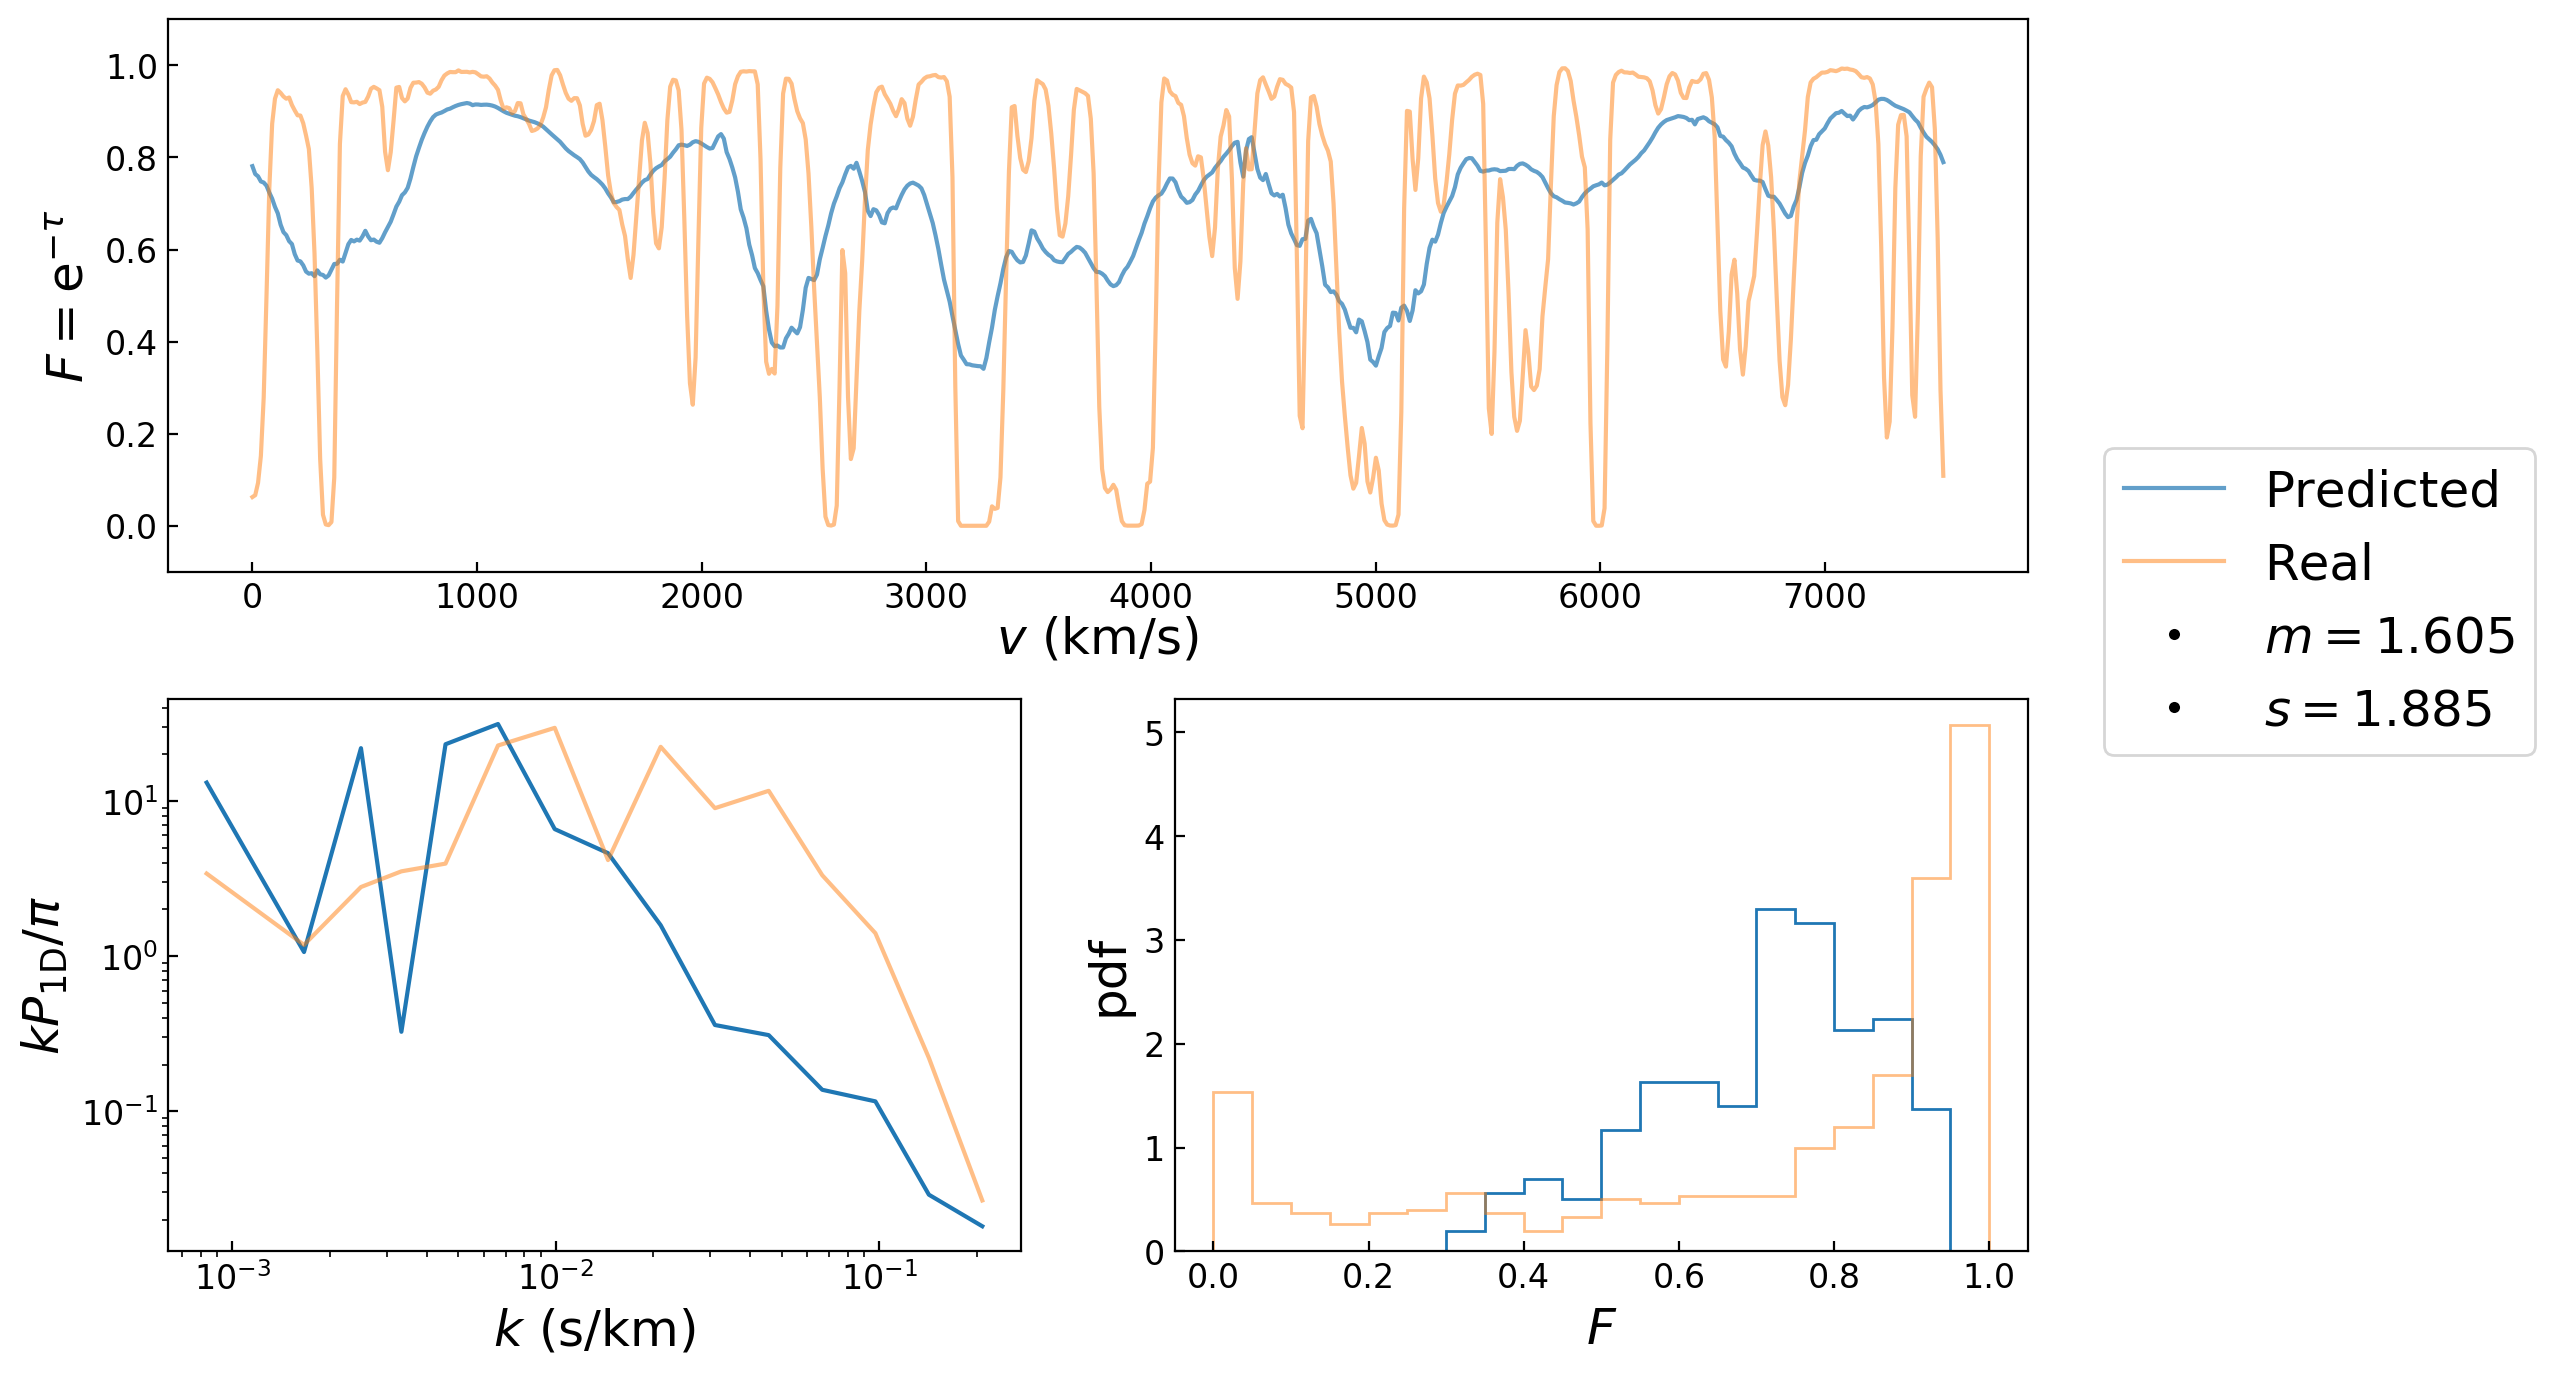 F = e^{−τ}
1.0
0.8
0.6
0.4
0.2
0.0
0 1000 2000 3000 4000 5000 6000 7000
v (km/s)
Predicted
Real
m = 1.605
s = 1.885
kP_{1D}/π
10^1
10^0
10^{−1}
10^{−3} 10^{−2} 10^{−1}
k (s/km)
pdf
5
4
3
2
1
0
0.0 0.2 0.4 0.6 0.8 1.0
F